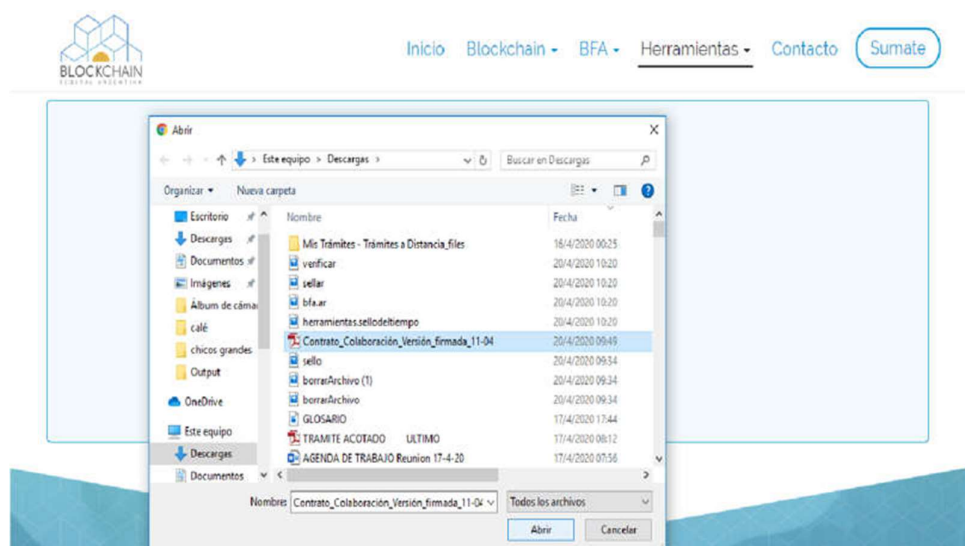 BLOCKCHAIN
FEDERAL ARGENTINA
Inicio Blockchain BFA Herramientas Contacto Sumate
Abrir
Este equipo > Descargas > Buscar en Descargas
Organizar Nueva carpeta
Escritorio
Descargas
Documentos
Imágenes
Álbum de cáma
calé
chicos grandes
Output
OneDrive
Este equipo
Descargas
Documentos
Nombre Fecha
Mis Trámites - Trámites a Distancia_files 16/4/2020 00:25
verificar 20/4/2020 10:20
sellar 20/4/2020 10:20
bfa.ar 20/4/2020 10:20
herramientas.sellodeltiempo 20/4/2020 10:20
Contrato_Colaboración_Versión_firmada_11-04 20/4/2020 09:49
sello 20/4/2020 09:34
borrarArchivo (1) 20/4/2020 09:34
borrarArchivo 20/4/2020 09:34
GLOSARIO 17/4/2020 17:44
TRAMITE ACOTADO ULTIMO 17/4/2020 08:12
AGENDA DE TRABAJO Reunion 17-4-20 17/4/2020 07:56
Nombre: Contrato_Colaboración_Versión_firmada_11-04 Todos los archivos
Abrir Cancelar